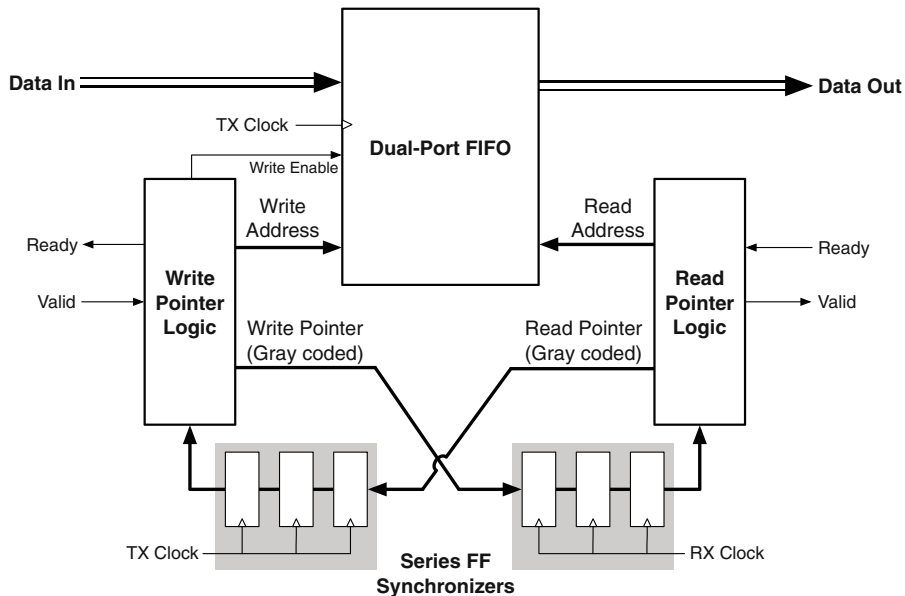 Data In
Data Out
TX Clock
Dual-Port FIFO
Write Enable
Write
Address
Read
Address
Ready
Ready
Write
Pointer
Logic
Read
Pointer
Logic
Valid
Valid
Write Pointer
(Gray coded)
Read Pointer
(Gray coded)
TX Clock
RX Clock
Series FF
Synchronizers